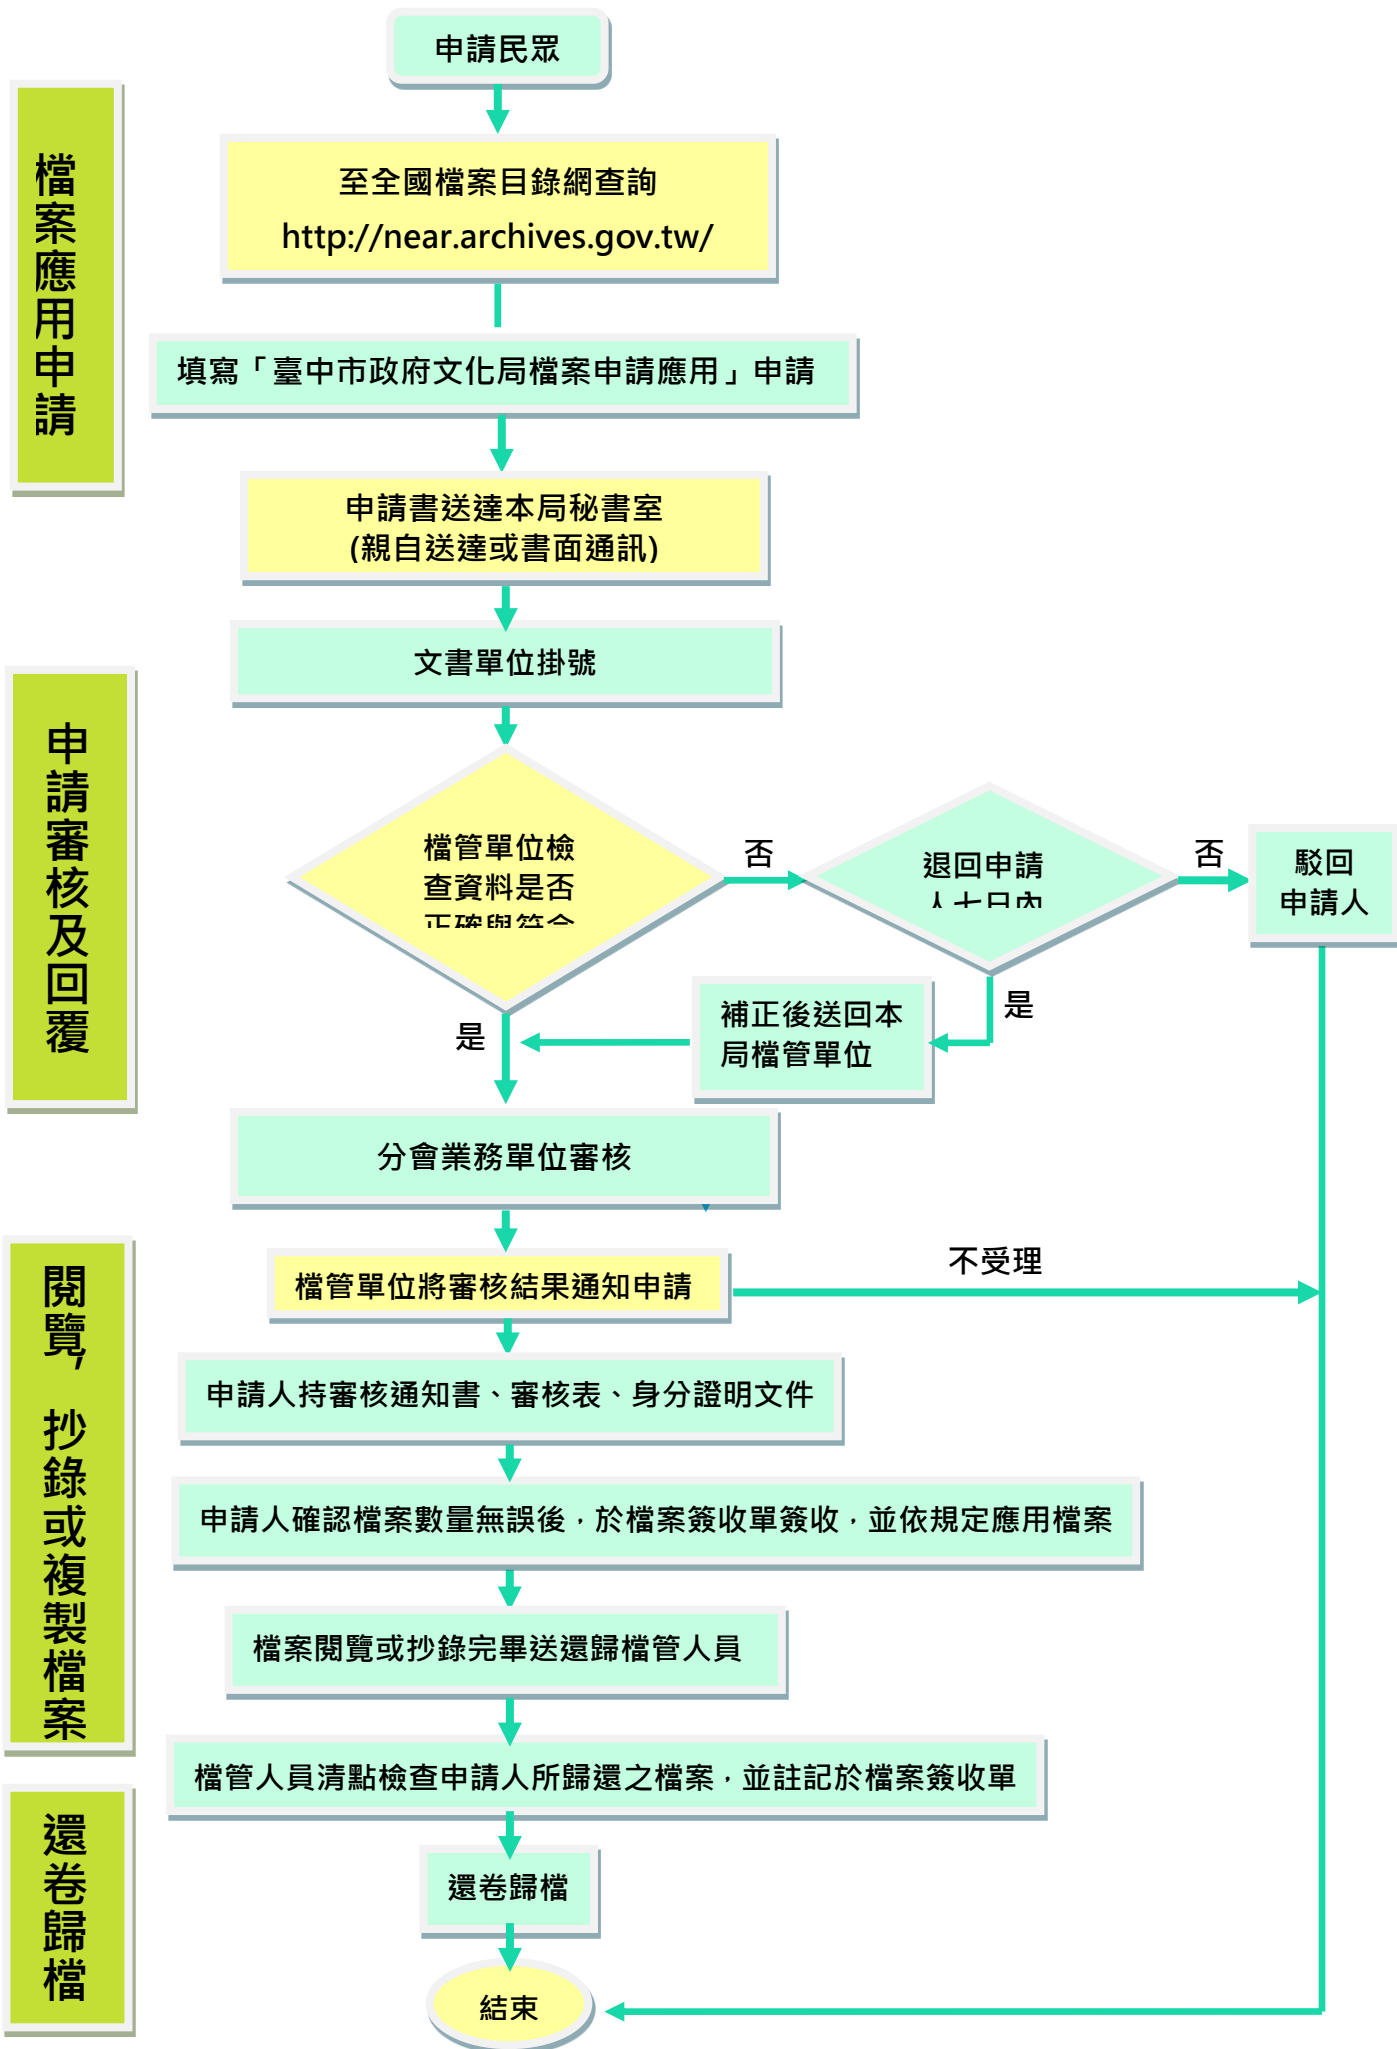 申請民眾
檔案應用申請
至全國檔案目錄網查詢
http://near.archives.gov.tw/
填寫「臺中市政府文化局檔案申請應用」申請
申請書送達本局秘書室
(親自送達或書面通訊)
文書單位掛號
申請審核及回覆
檔管單位檢
查資料是否
正確與符合
否
退回申請
人七日內
否
駁回
申請人
是
補正後送回本
局檔管單位
是
分會業務單位審核
閱覽,抄錄或複製檔案
檔管單位將審核結果通知申請
不受理
申請人持審核通知書、審核表、身分證明文件
申請人確認檔案數量無誤後，於檔案簽收單簽收，並依規定應用檔案
檔案閱覽或抄錄完畢送還歸檔管人員
檔管人員清點檢查申請人所歸還之檔案，並註記於檔案簽收單
還卷歸檔
還卷歸檔
結束